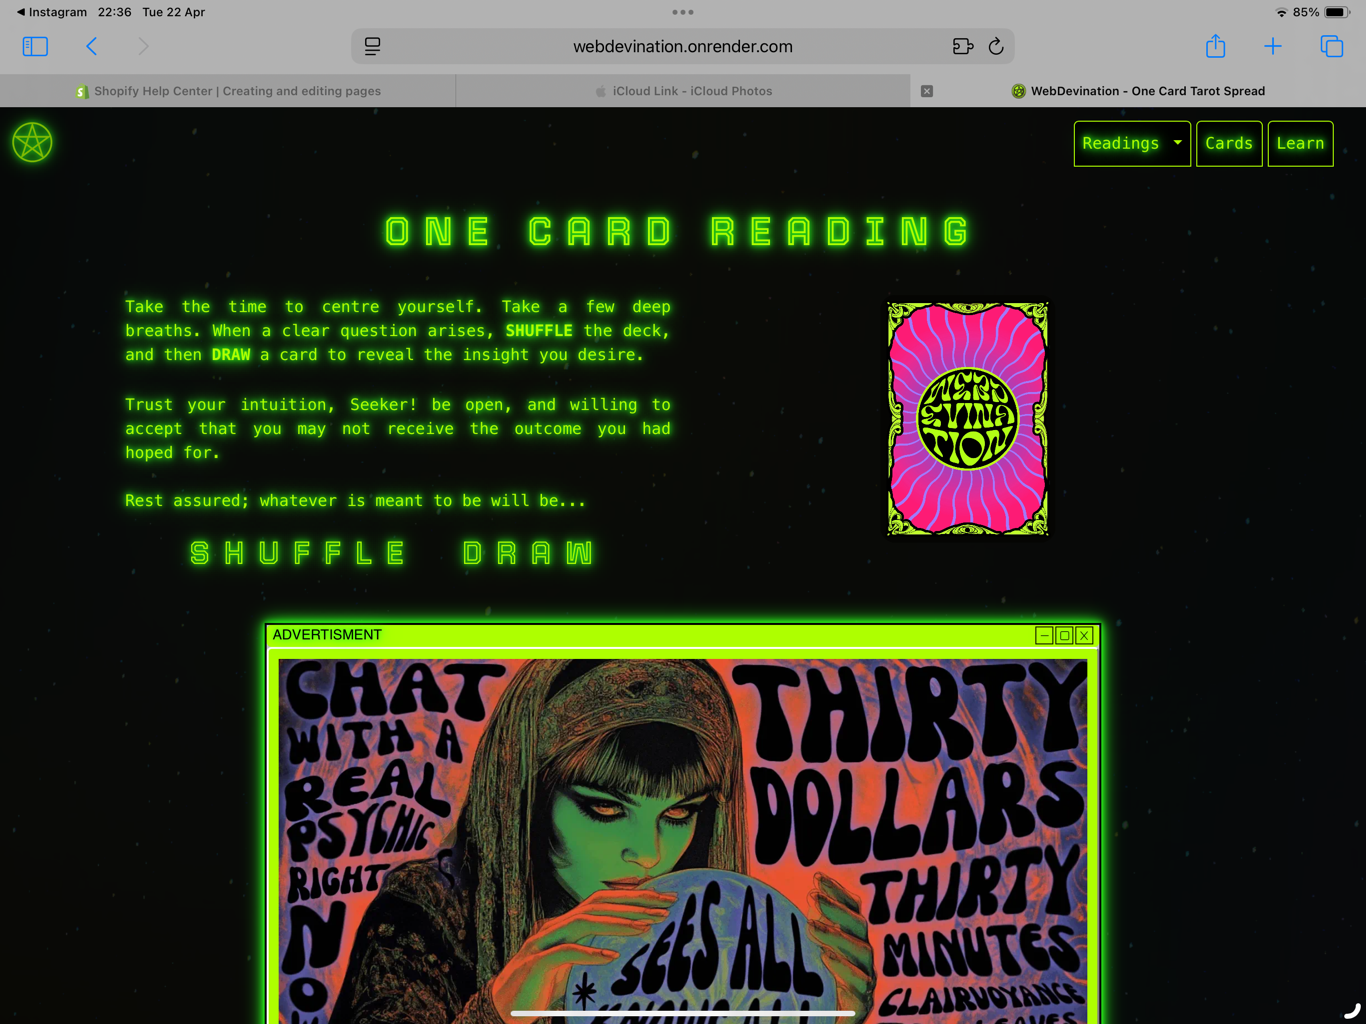 Instagram 22:36 Tue 22 Apr
85%
webdevination.onrender.com
Shopify Help Center | Creating and editing pages
iCloud Link - iCloud Photos
WebDevination - One Card Tarot Spread
Readings
Cards
Learn
ONE CARD READING
Take the time to centre yourself. Take a few deep
breaths. When a clear question arises, SHUFFLE the deck,
and then DRAW a card to reveal the insight you desire.
Trust your intuition, Seeker! be open, and willing to
accept that you may not receive the outcome you had
hoped for.
Rest assured; whatever is meant to be will be...
SHUFFLE DRAW
WEBD
EVINA
TION
ADVERTISMENT
CHAT
WITH A
REAL
PSYCHIC
RIGHT
NOW
THIRTY
DOLLARS
THIRTY
MINUTES
CLAIRVOYANCE
SEES ALL